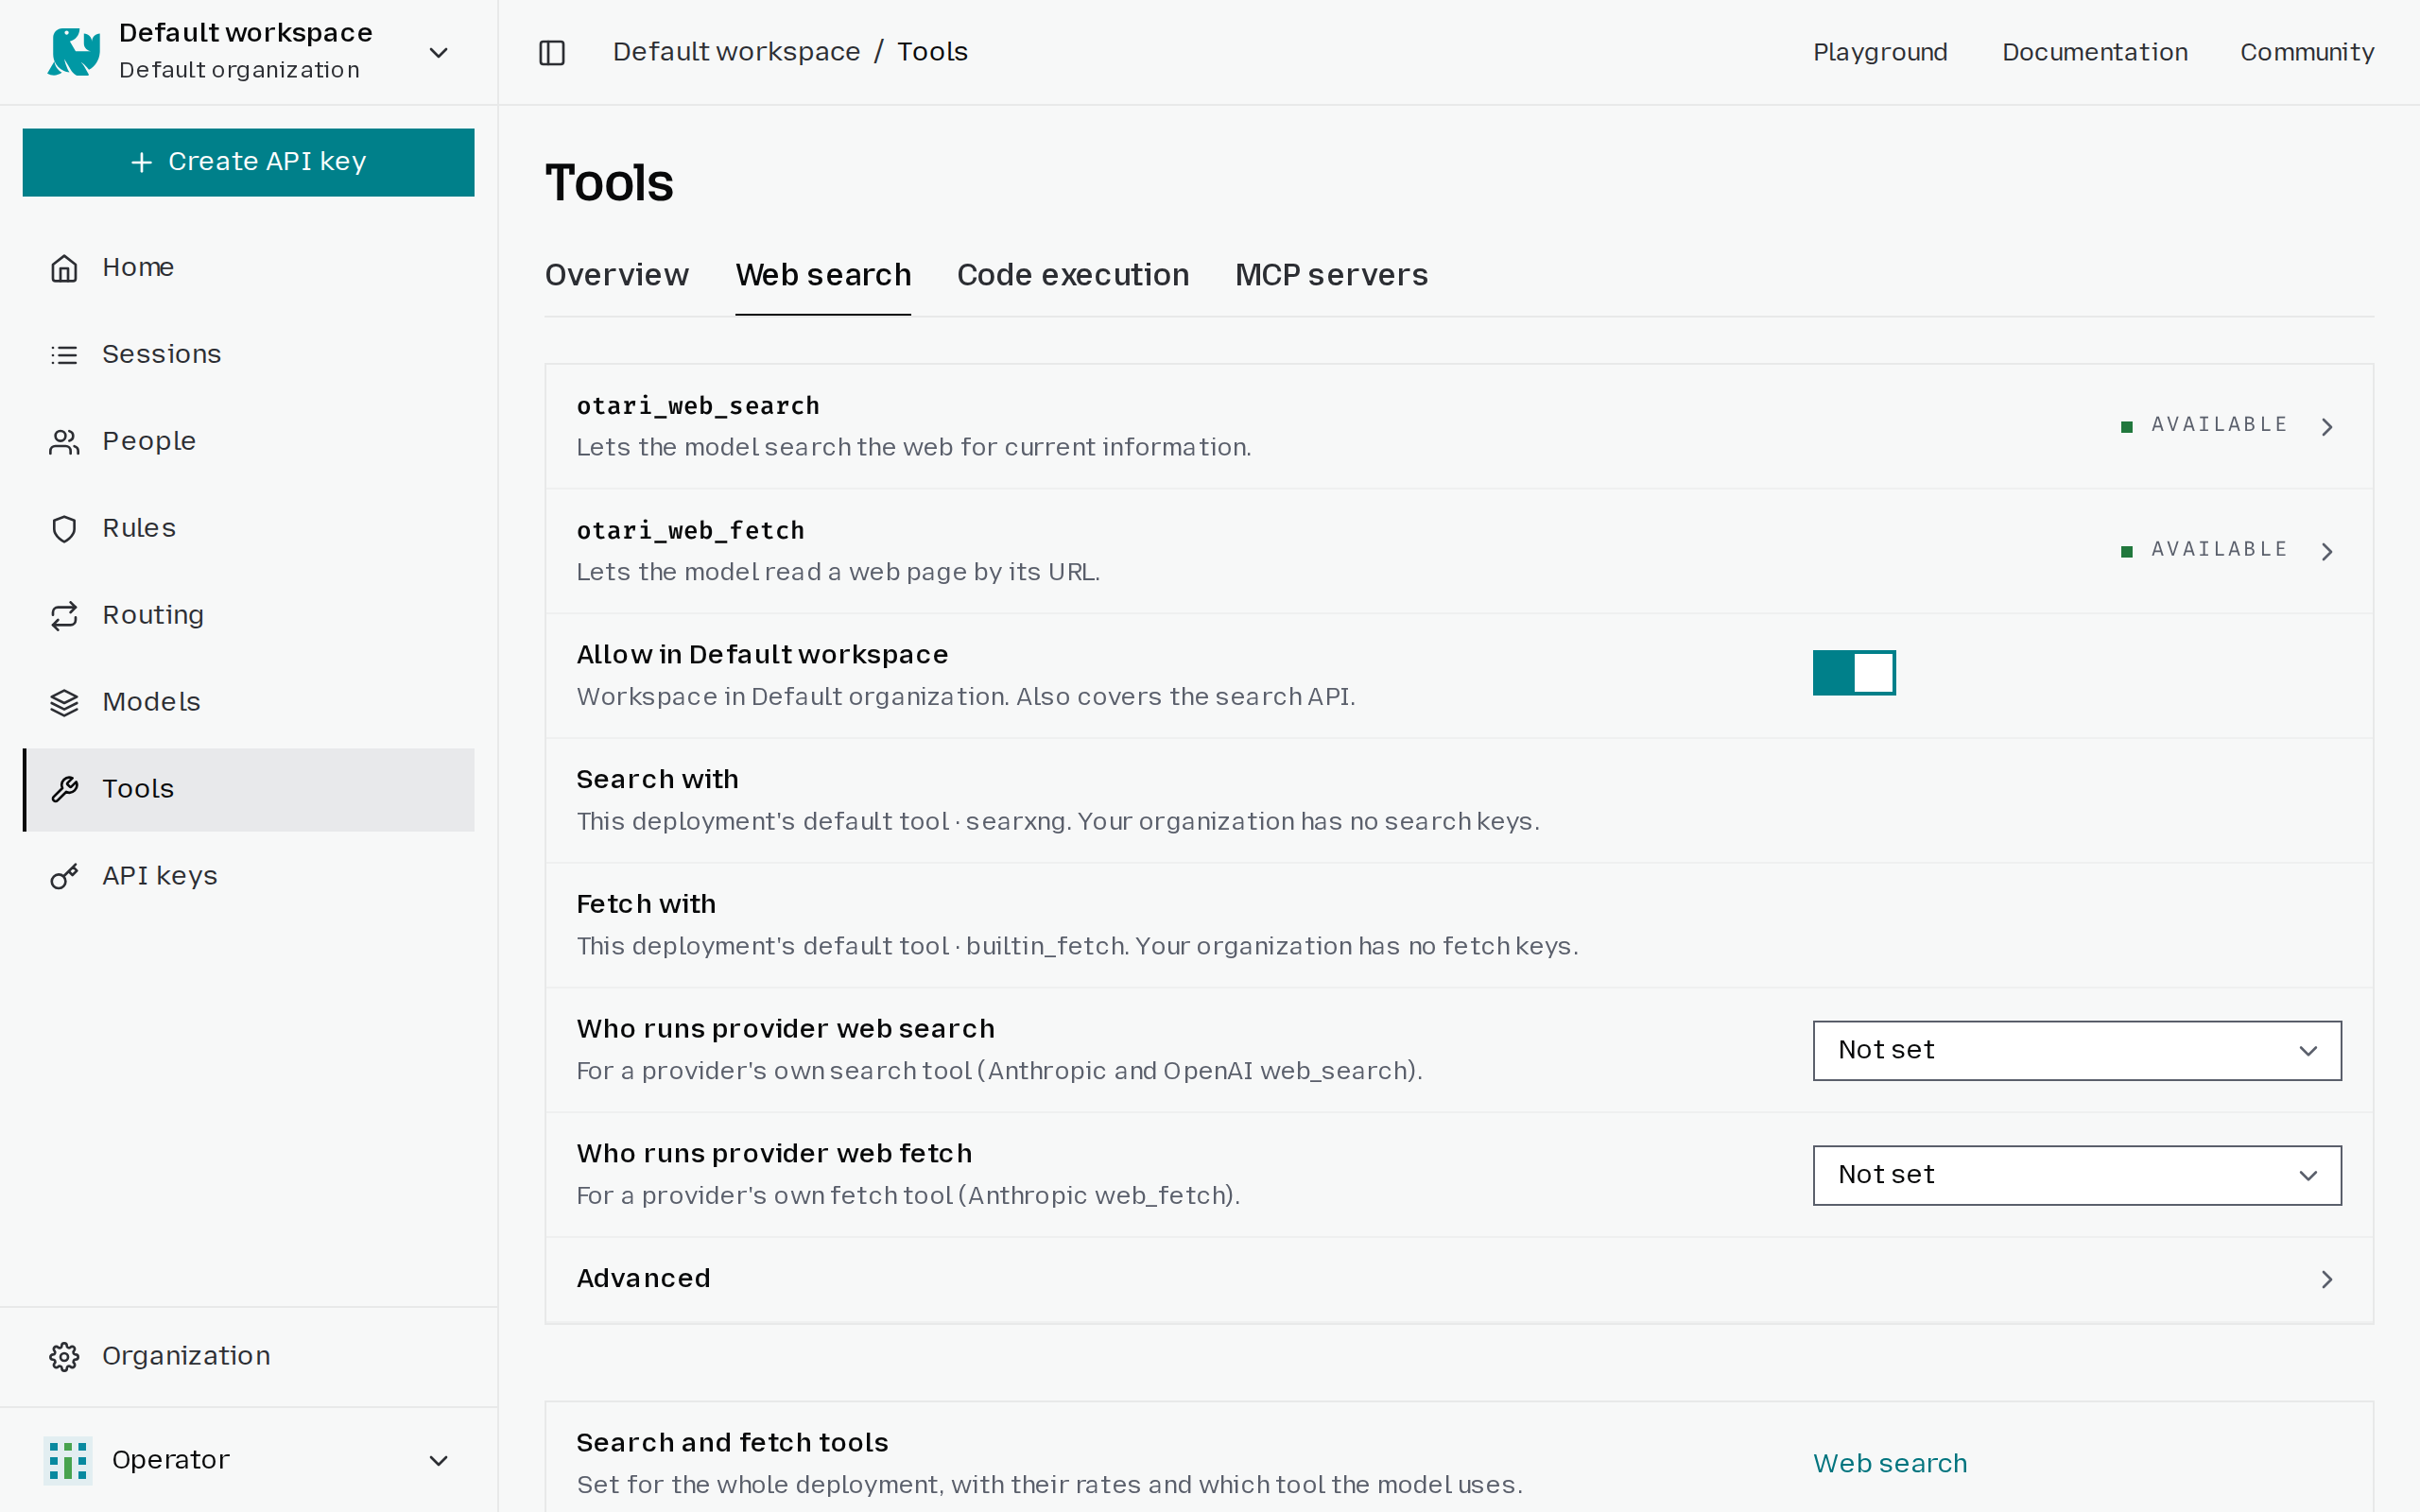 Default workspace
Default organization
Default workspace / Tools
Playground
Documentation
Community
Create API key
Home
Sessions
People
Rules
Routing
Models
Tools
API keys
Organization
Operator
Tools
Overview
Web search
Code execution
MCP servers
otari_web_search
Lets the model search the web for current information.
AVAILABLE
otari_web_fetch
Lets the model read a web page by its URL.
AVAILABLE
Allow in Default workspace
Workspace in Default organization. Also covers the search API.
Search with
This deployment's default tool · searxng. Your organization has no search keys.
Fetch with
This deployment's default tool · builtin_fetch. Your organization has no fetch keys.
Who runs provider web search
For a provider's own search tool (Anthropic and OpenAI web_search).
Not set
Who runs provider web fetch
For a provider's own fetch tool (Anthropic web_fetch).
Not set
Advanced
Search and fetch tools
Set for the whole deployment, with their rates and which tool the model uses.
Web search